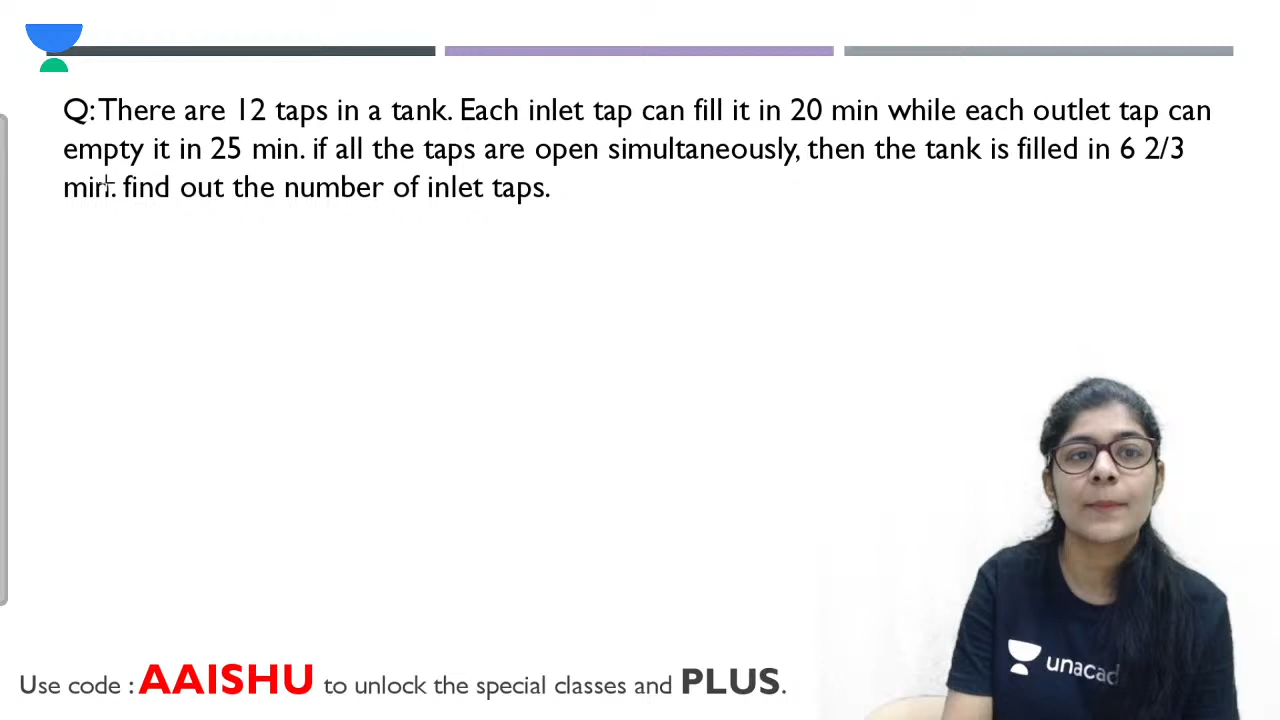 Q: There are 12 taps in a tank. Each inlet tap can fill it in 20 min while each outlet tap can
empty it in 25 min. if all the taps are open simultaneously, then the tank is filled in 6 2/3
min. find out the number of inlet taps.
unacad
Use code : AAISHU to unlock the special classes and PLUS.